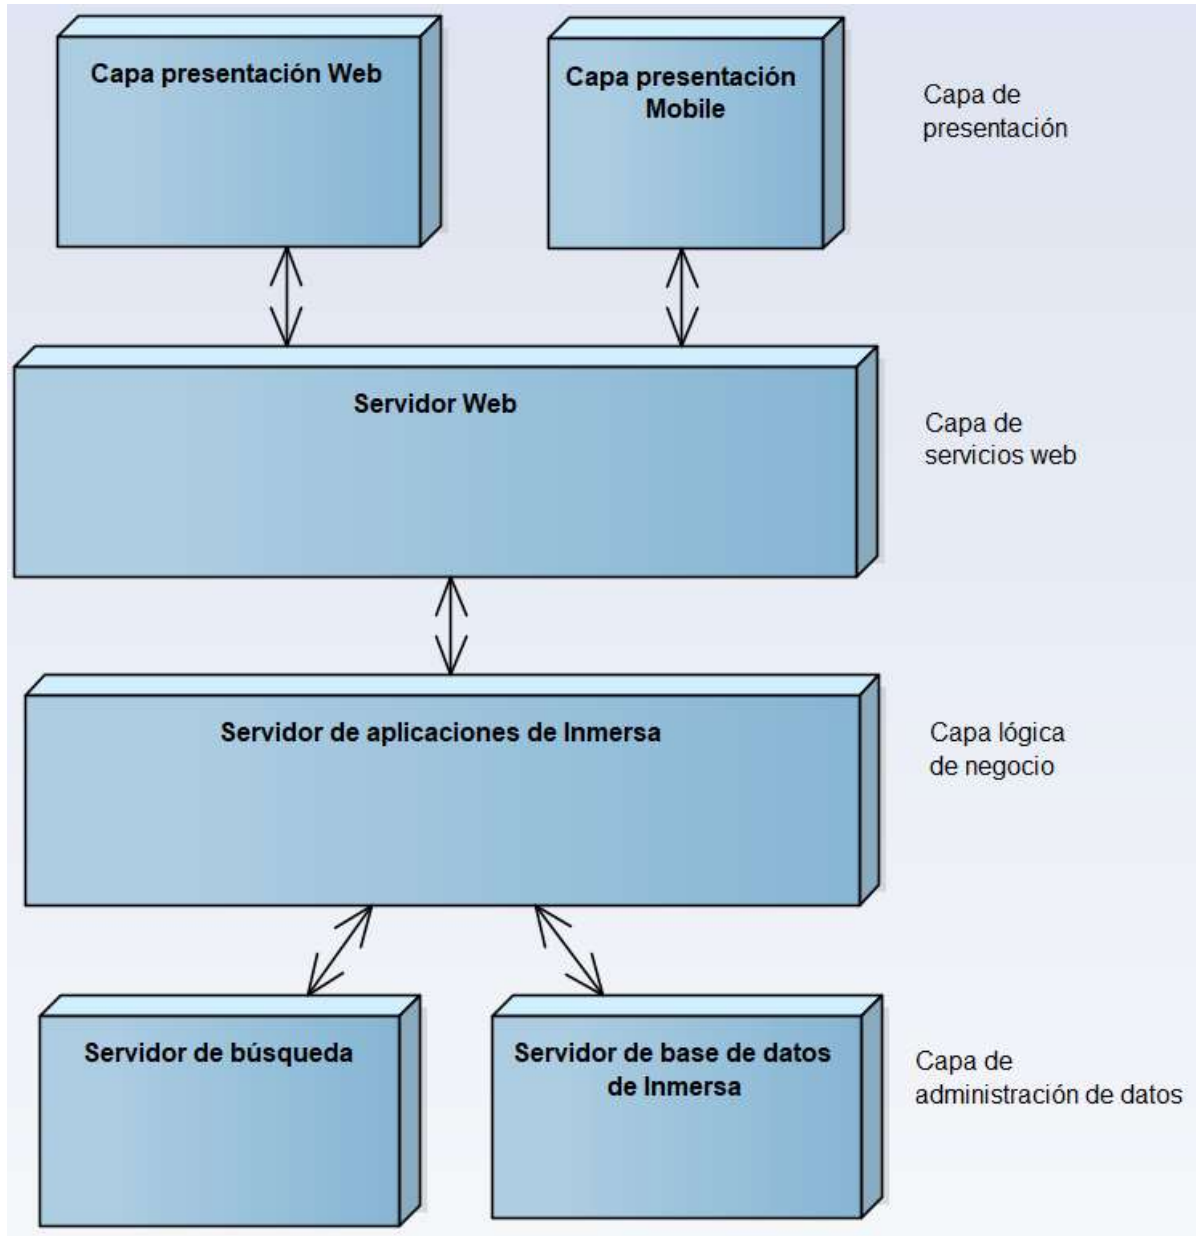 Capa presentación Web
Capa presentación
Mobile
Capa de
presentación
Servidor Web
Capa de
servicios web
Servidor de aplicaciones de Inmersa
Capa lógica
de negocio
Servidor de búsqueda
Servidor de base de datos
de Inmersa
Capa de
administración de datos